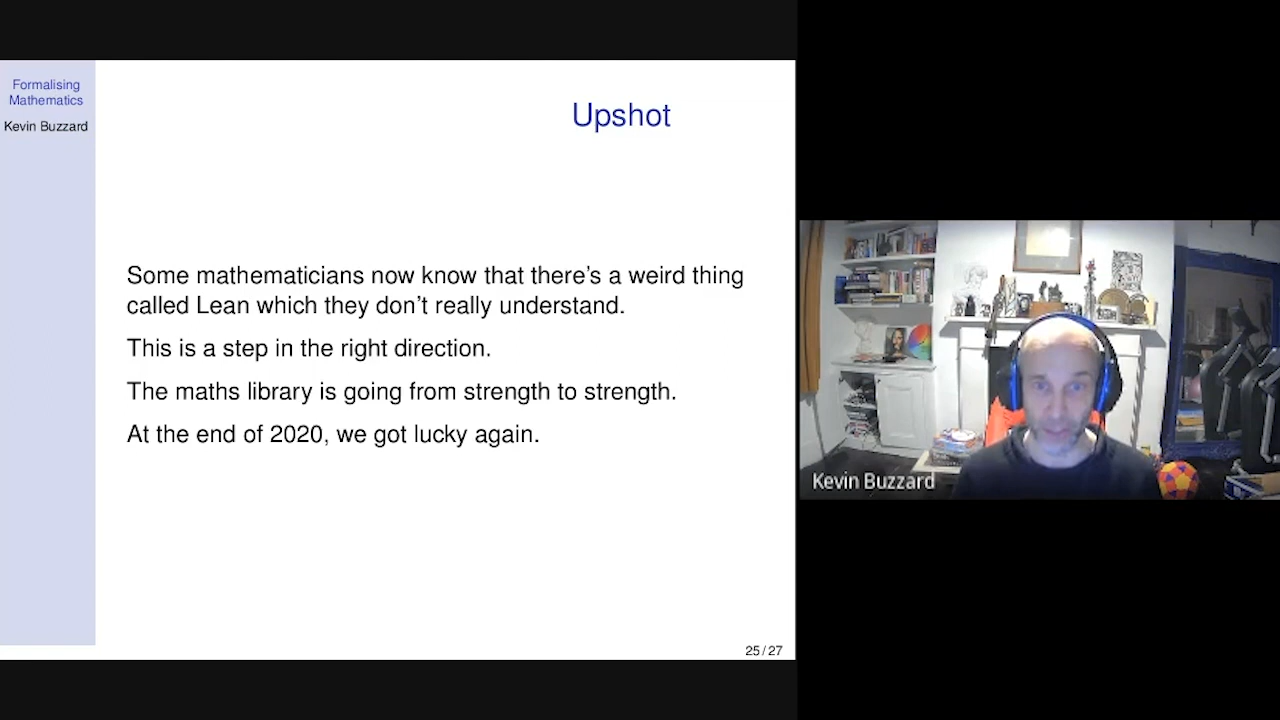 Formalising
Mathematics
Kevin Buzzard
Upshot
Some mathematicians now know that there's a weird thing
called Lean which they don't really understand.
This is a step in the right direction.
The maths library is going from strength to strength.
At the end of 2020, we got lucky again.
25 / 27
Kevin Buzzard